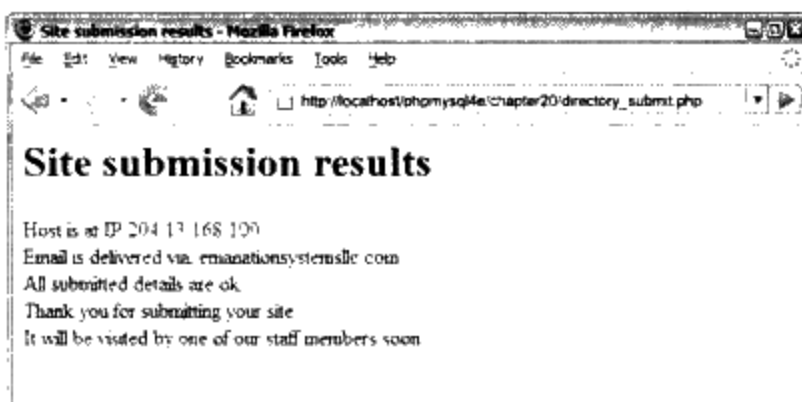 Site submission results - Mozilla Firefox
File Edit View History Bookmarks Tools Help
http://localhost/phpmysql4e/chapter20/directory_submit.php
Site submission results
Host is at IP 204.13.168.
Email is delivered via: emanationsystemsllc.com
All submitted details are ok.
Thank you for submitting your site
It will be visited by one of our staff members soon